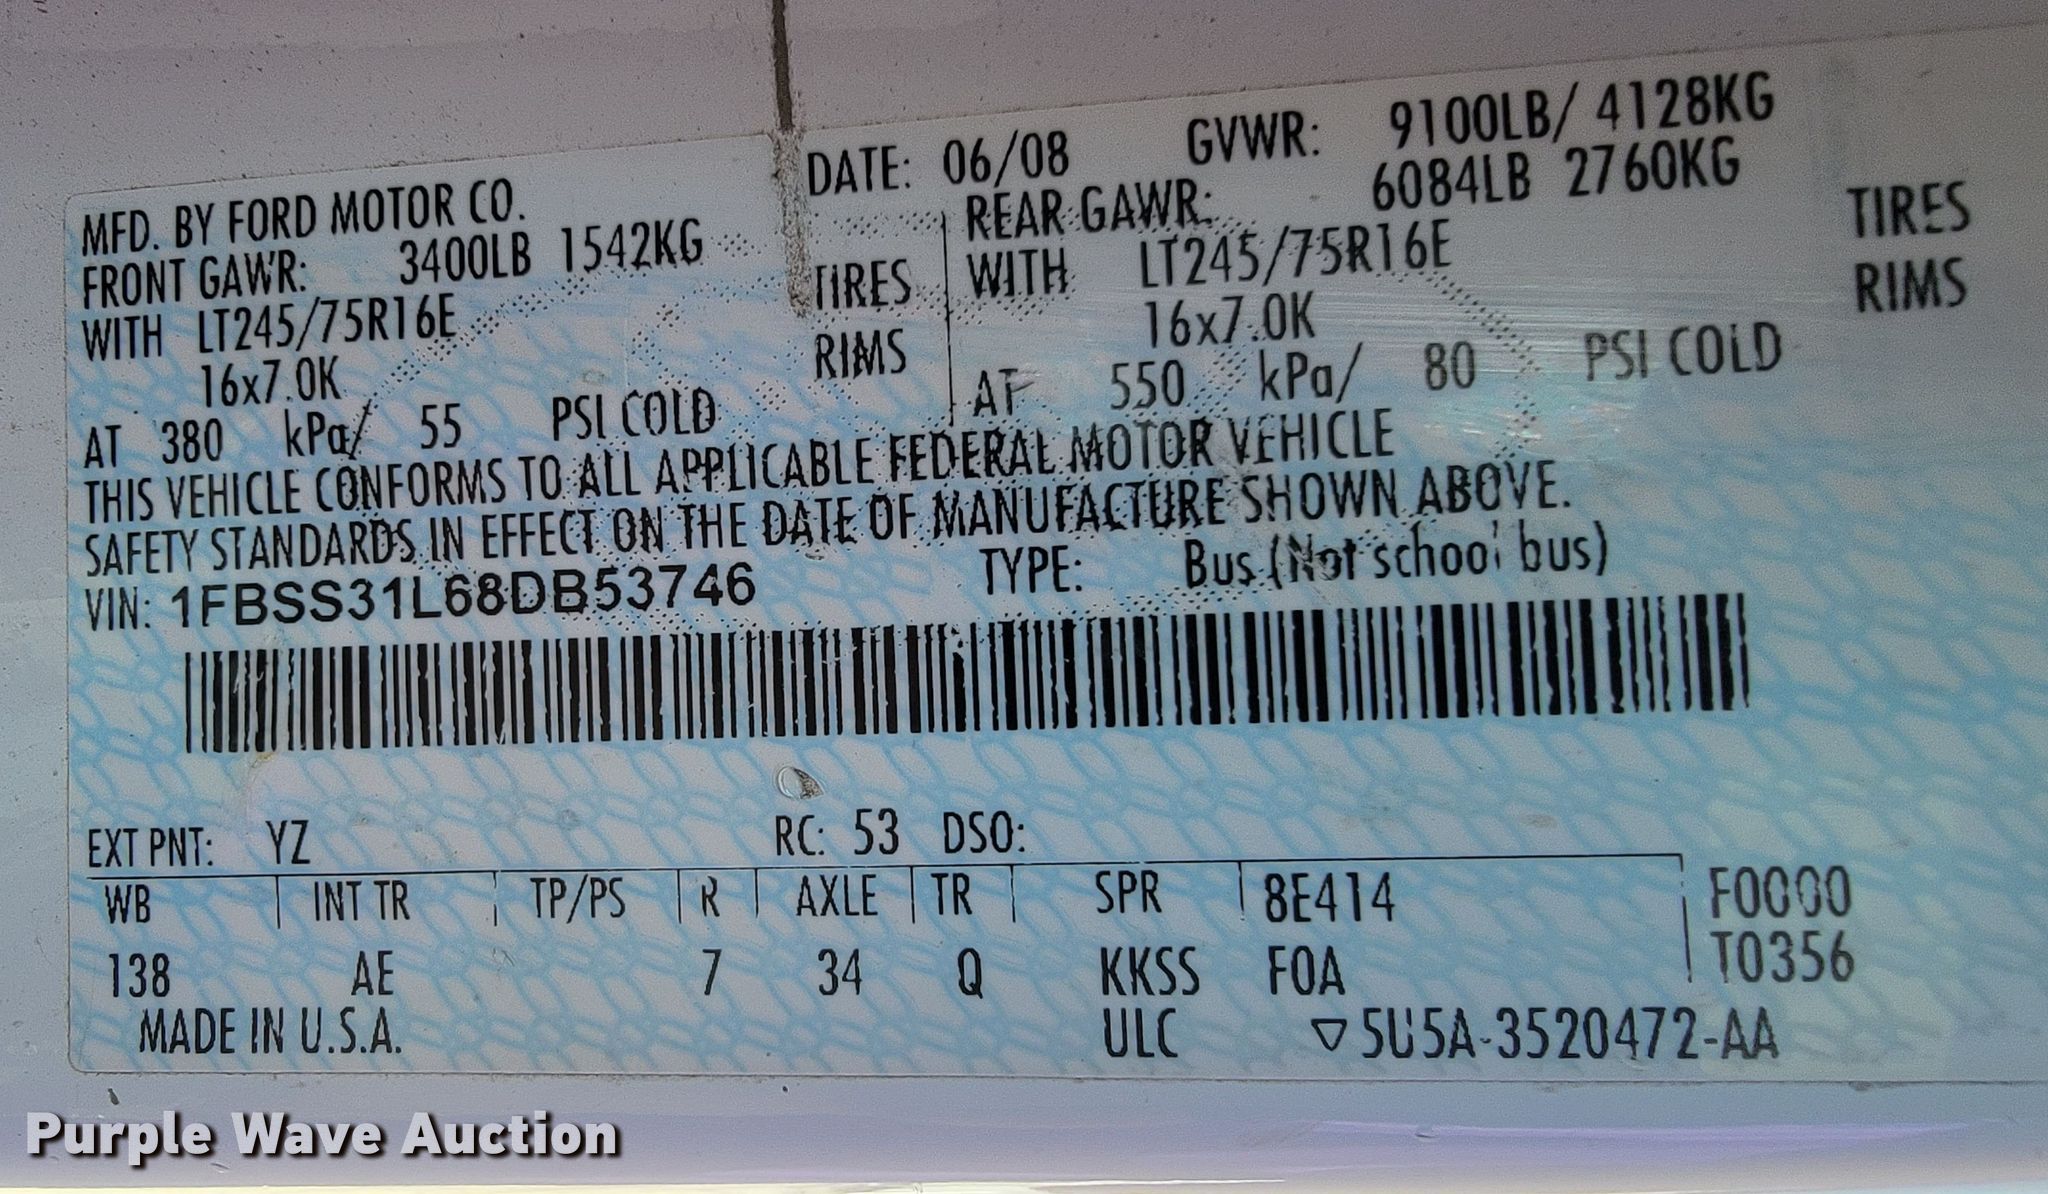 DATE: 06/08 GVWR: 9100LB/ 4128KG
MFD. BY FORD MOTOR CO. REAR GAWR: 6084LB 2760KG
FRONT GAWR: 3400LB 1542KG TIRES WITH LT245/75R16E TIRES
WITH LT245/75R16E RIMS 16x7.0K RIMS
16x7.0K AT 550 kPa/ 80 PSI COLD
AT 380 kPa/ 55 PSI COLD
THIS VEHICLE CONFORMS TO ALL APPLICABLE FEDERAL MOTOR VEHICLE
SAFETY STANDARDS IN EFFECT ON THE DATE OF MANUFACTURE SHOWN ABOVE.
VIN: 1FBSS31L68DB53746 TYPE: Bus (Not school bus)
EXT PNT: YZ RC: 53 DSO:
WB INT TR TP/PS R AXLE TR SPR 8E414 F0000
138 AE 7 34 Q KKSS FOA T0356
MADE IN U.S.A. ULC ▽5U5A-3520472-AA
Purple Wave Auction